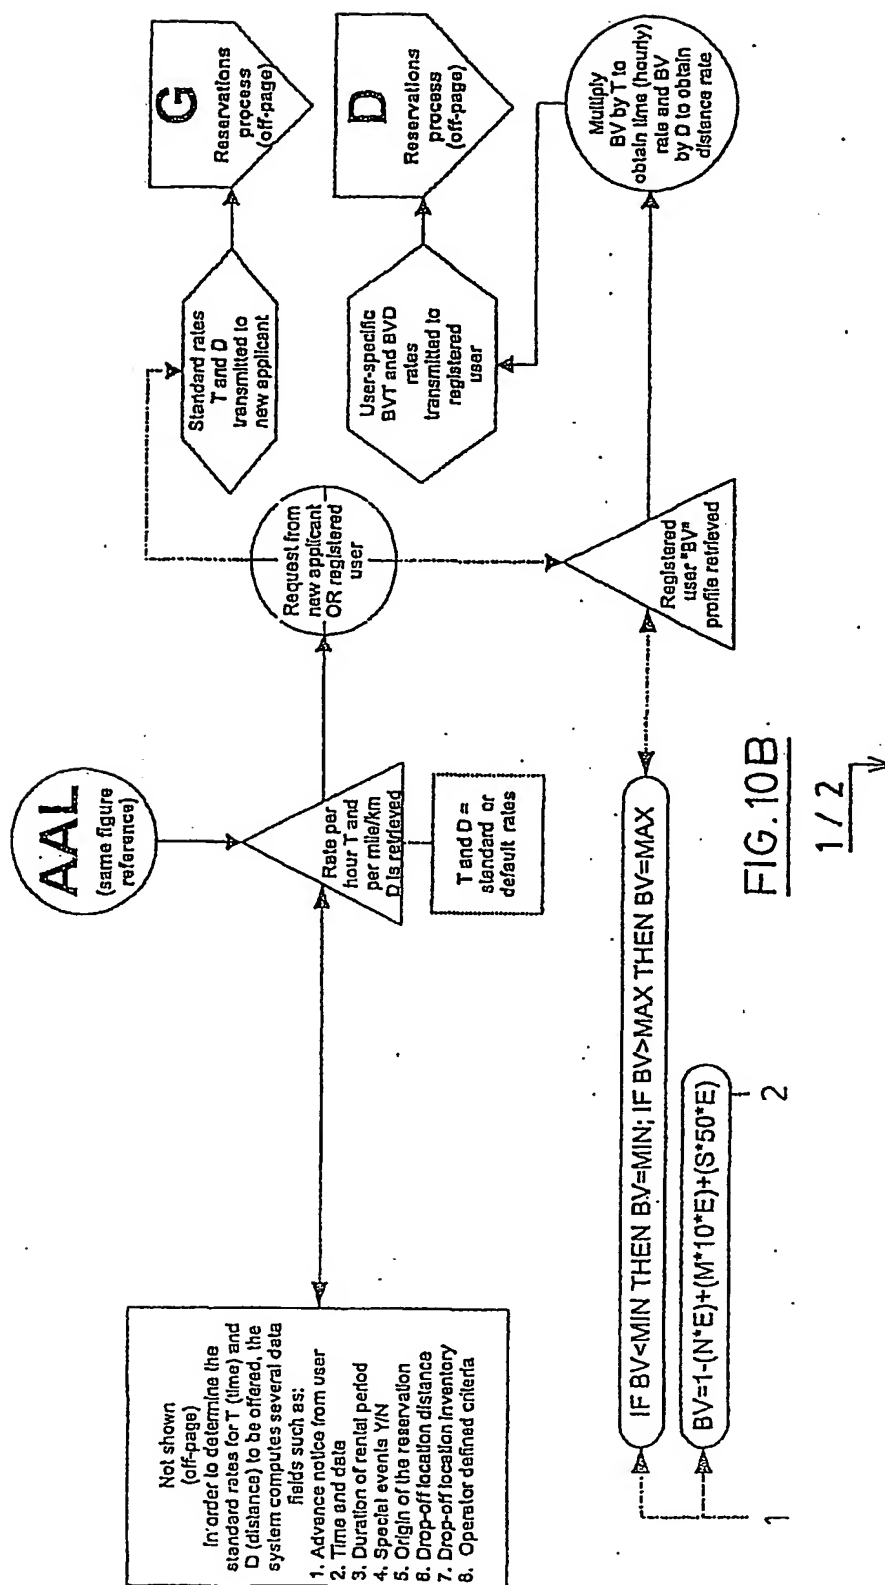 Not shown
(off-page)
In order to determine the
standard rates for T (time) and
D (distance) to be offered, the
system computes several data
fields such as:
1. Advance notice from user
2. Time and date
3. Duration of rental period
4. Special events Y/N
5. Origin of the reservation
6. Drop-off location distance
7. Drop-off location inventory
8. Operator defined criteria
AAL
(same figure
reference)
Rate per
hour T and
per mile/km
D is retrieved
T and D =
standard or
default rates
Request from
new applicant
OR registered
user
Standard rates
T and D
transmitted to
new applicant
G
Reservations
process
(off-page)
User-specific
BVT and BVD
rates
transmitted to
registered
user
D
Reservations
process
(off-page)
Multiply
BV by T to
obtain time (hourly)
rate and BV
by D to obtain
distance rate
Registered
user "BV"
profile retrieved
IF BV<MIN THEN BV=MIN; IF BV>MAX THEN BV=MAX
BV=1-(N*E)+(M*10*E)+(S*50*E)
1
2
FIG. 10B
1/2